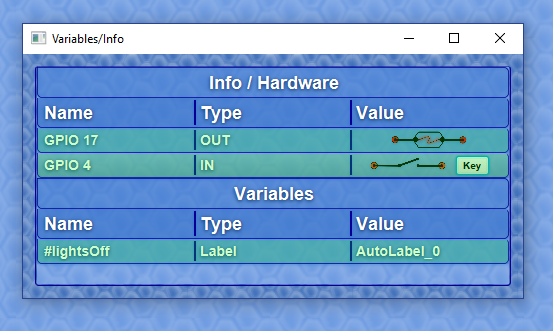 Variables/Info
Info / Hardware
Name Type Value
GPIO 17 OUT
GPIO 4 IN Key
Variables
Name Type Value
#lightsOff Label AutoLabel_0